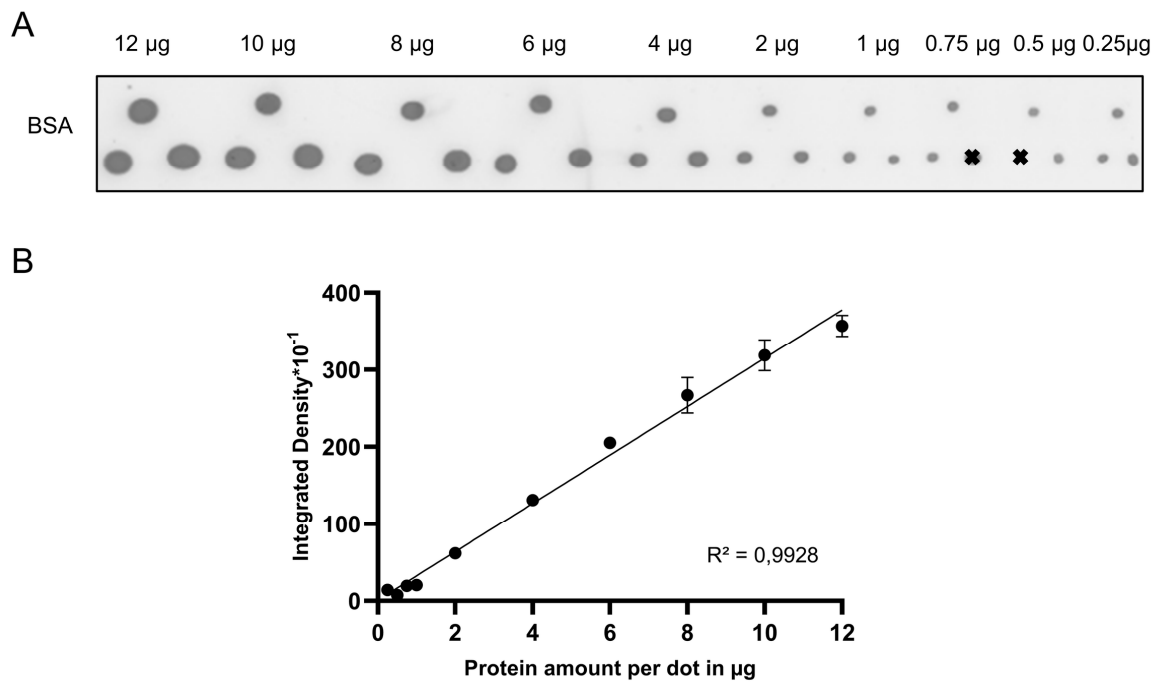 A
12 µg 10 µg 8 µg 6 µg 4 µg 2 µg 1 µg 0.75 µg 0.5 µg 0.25µg
BSA
B
400
300
200
100
0
Integrated Density*10⁻¹
R² = 0,9928
0 2 4 6 8 10 12
Protein amount per dot in µg